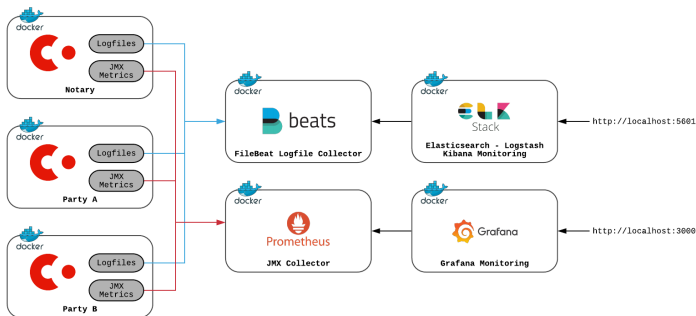 docker
Logfiles
JMX
Metrics
Notary
docker
Logfiles
JMX
Metrics
Party A
docker
Logfiles
JMX
Metrics
Party B
docker
beats
FileBeat Logfile Collector
docker
Prometheus
JMX Collector
docker
ELK
Stack
Elasticsearch - Logstash
Kibana Monitoring
docker
Grafana
Grafana Monitoring
http://localhost:5601
http://localhost:3000